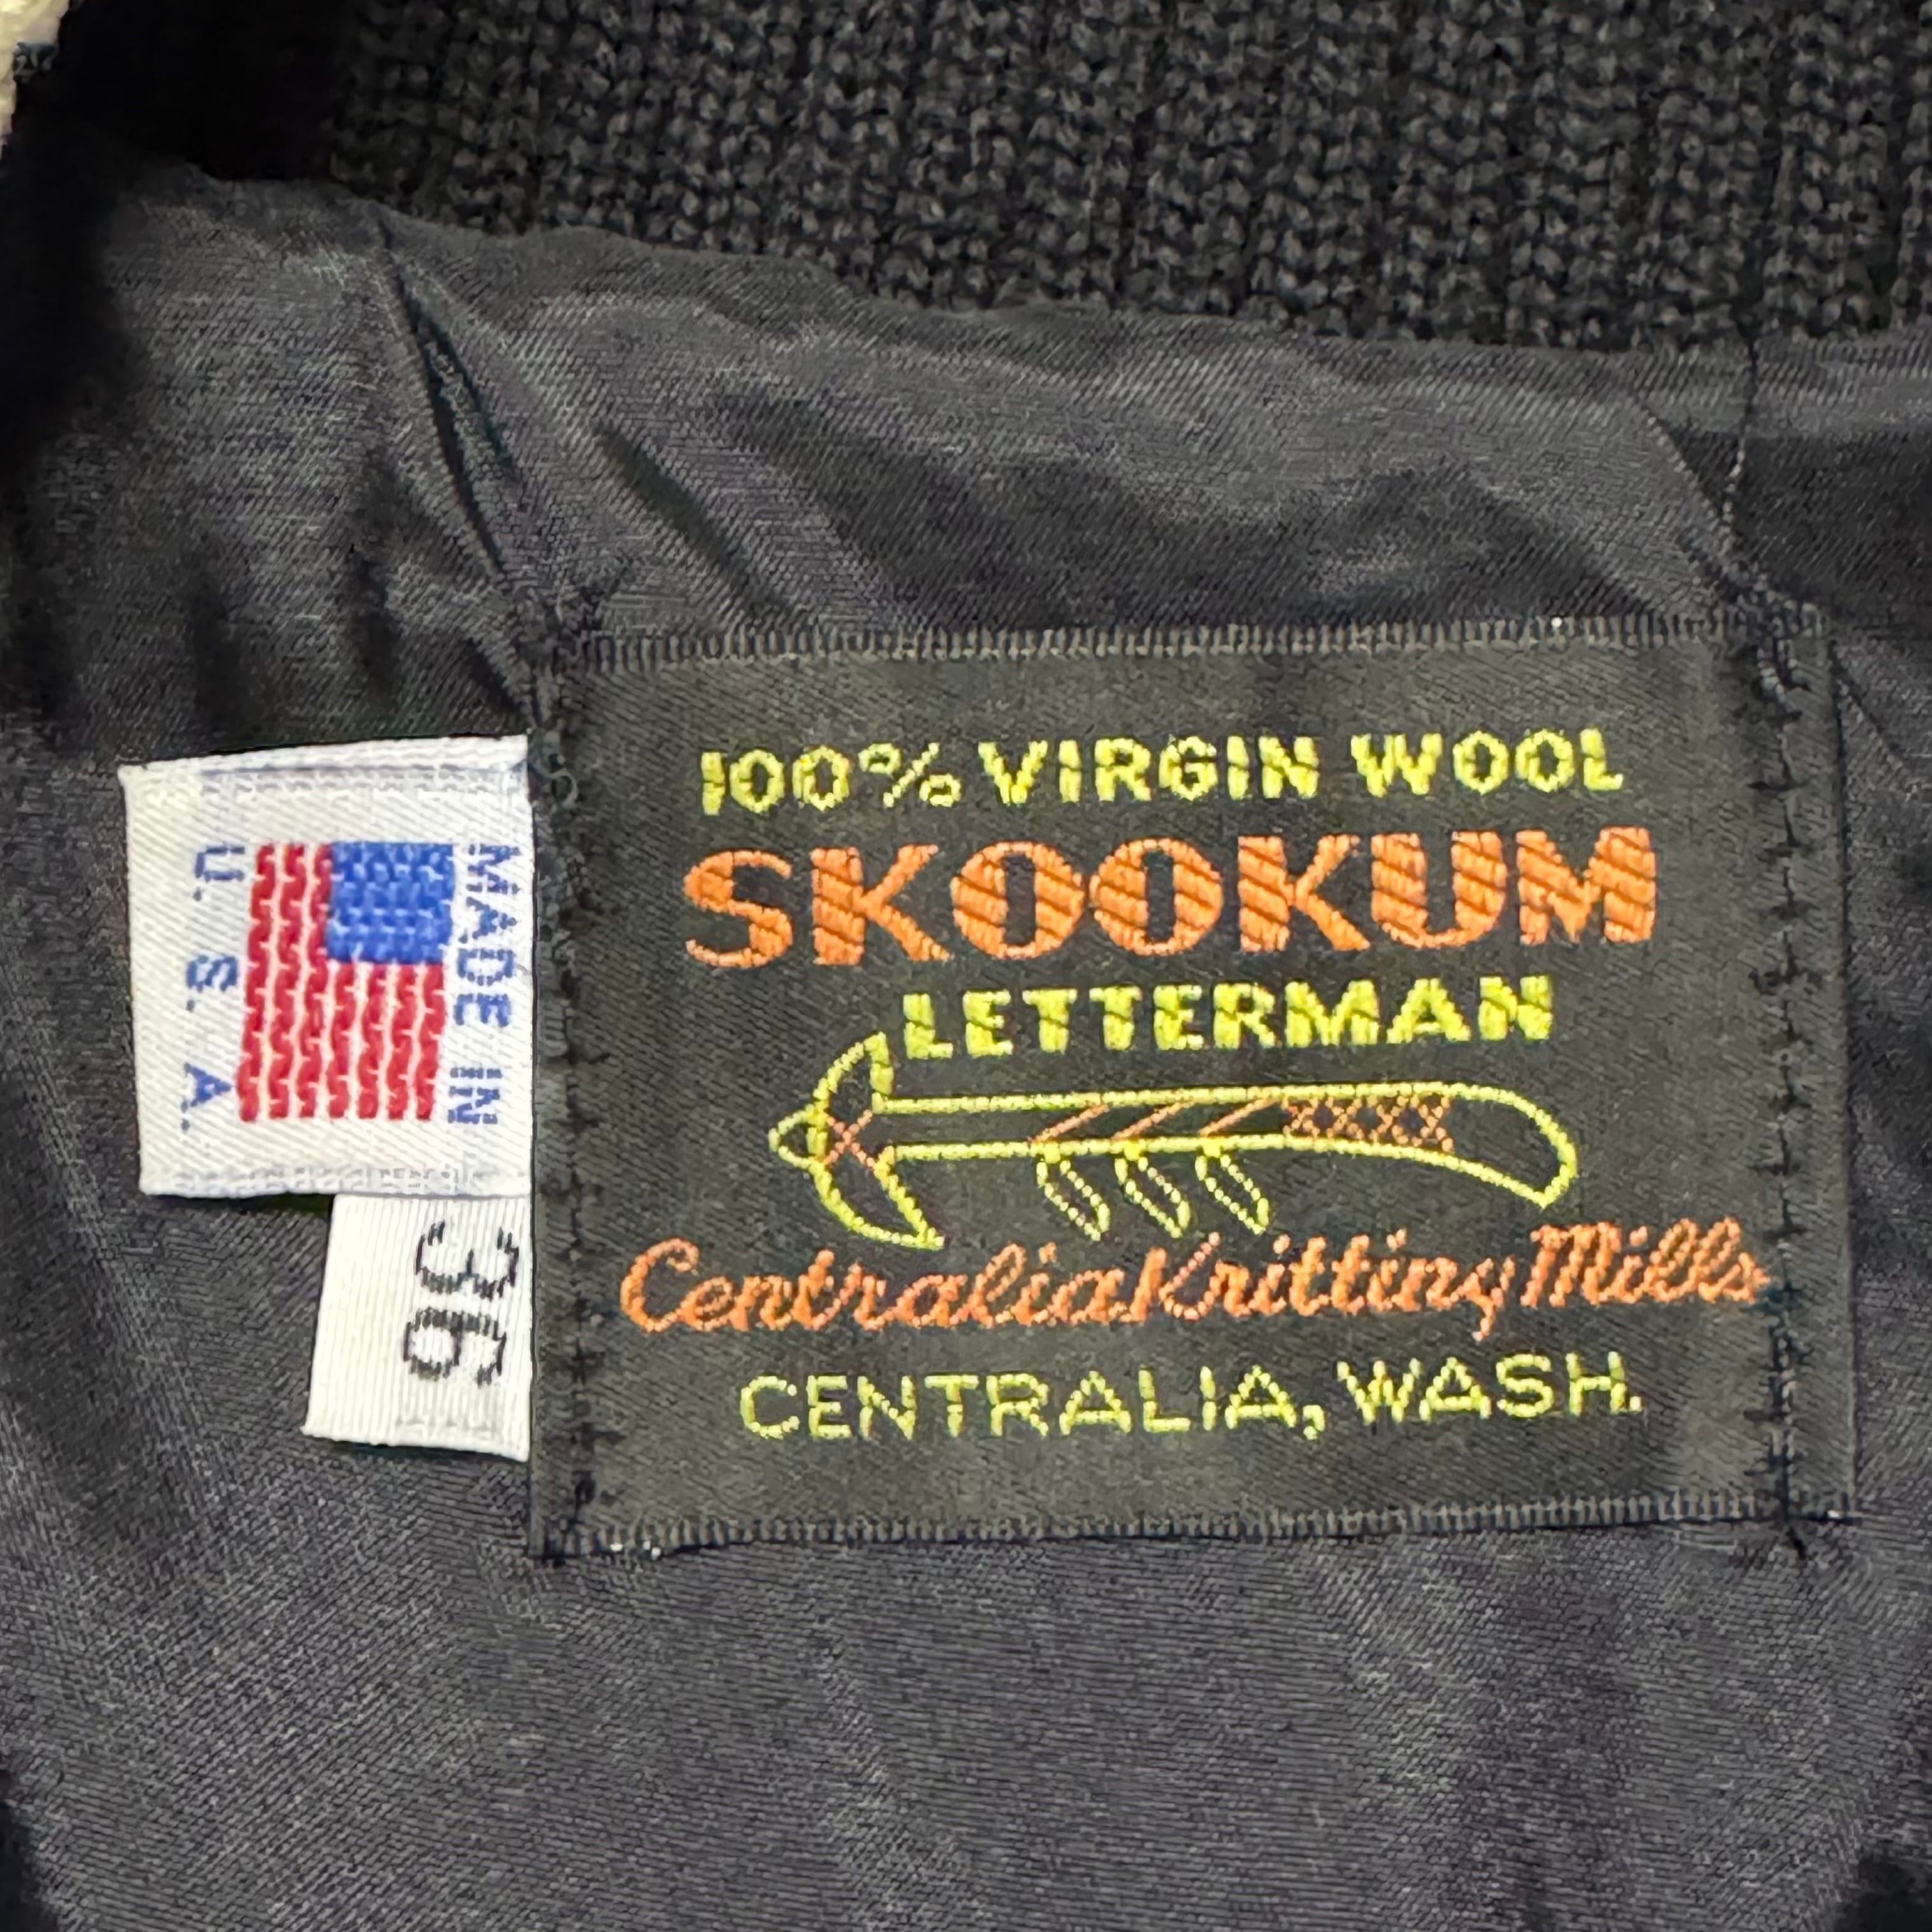 100% VIRGIN WOOL
SKOOKUM
LETTERMAN
Centralia Knitting Mills
CENTRALIA, WASH.
MADE IN
U.S.A.
36